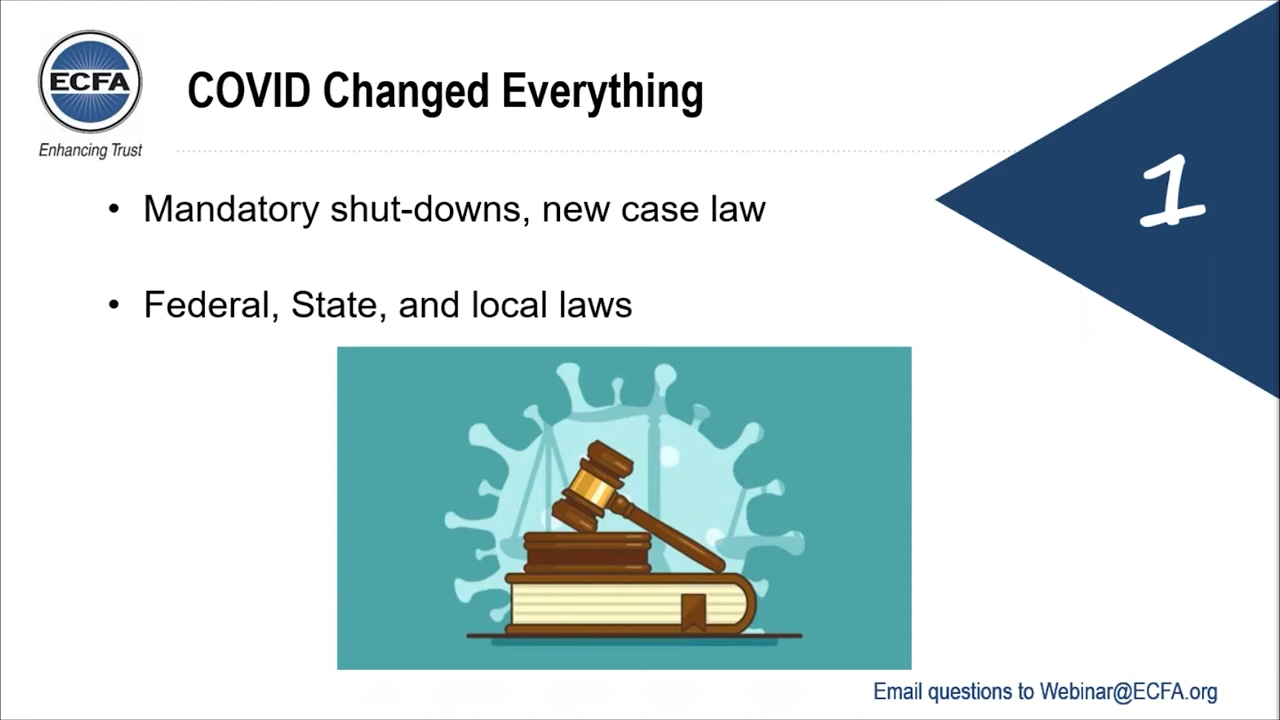 ECFA
Enhancing Trust
COVID Changed Everything
1
• Mandatory shut-downs, new case law
• Federal, State, and local laws
Email questions to Webinar@ECFA.org